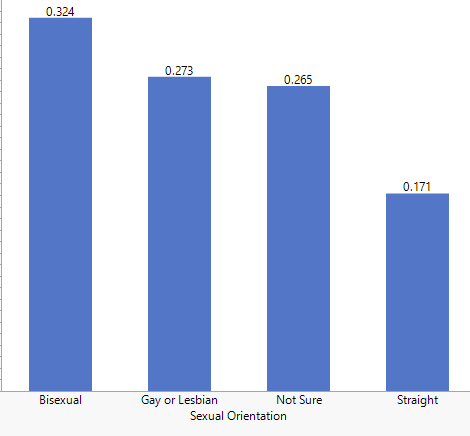 0.324
0.273
0.265
0.171
Bisexual Gay or Lesbian Not Sure Straight
Sexual Orientation